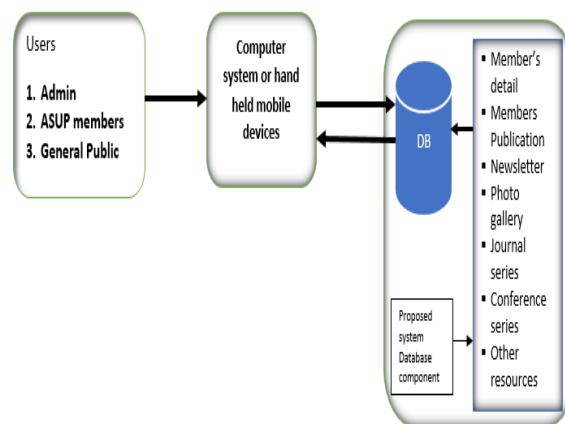 Users
1. Admin
2. ASUP members
3. General Public
Computer
system or hand
held mobile
devices
DB
▪ Member's
detail
▪ Members
Publication
▪ Newsletter
▪ Photo
gallery
▪ Journal
series
▪ Conference
series
▪ Other
resources
Proposed
system
Database
component